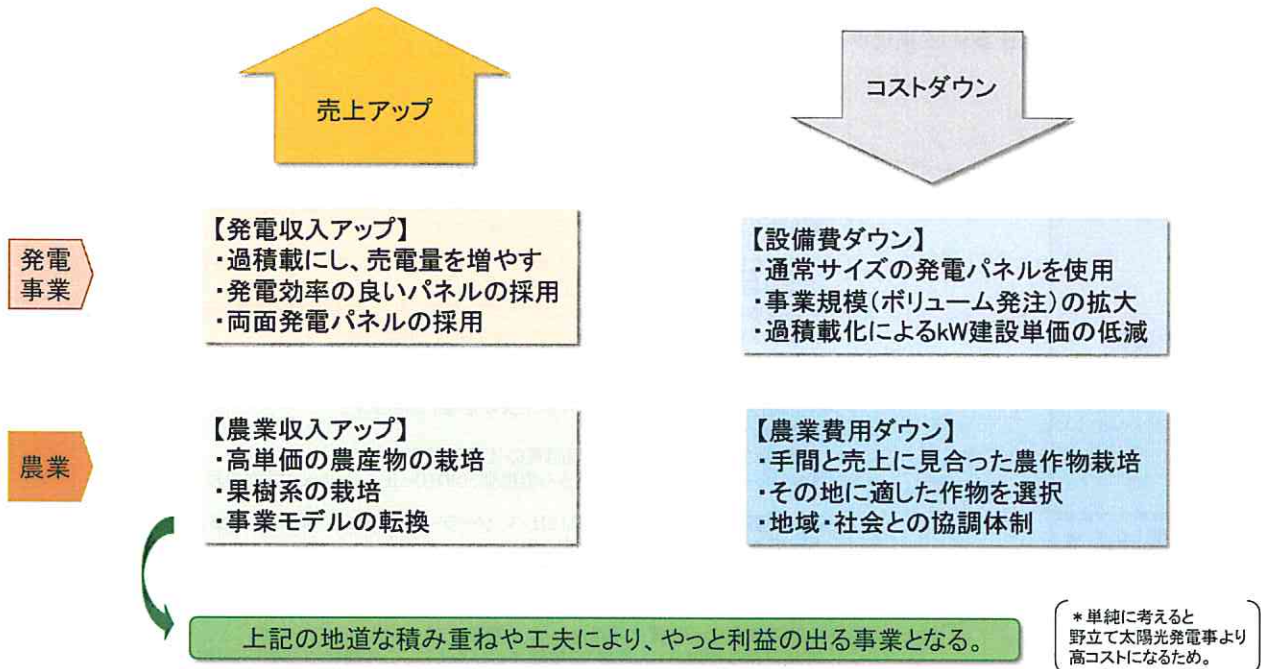 売上アップ
コストダウン
発電
事業
【発電収入アップ】
・過積載にし、売電量を増やす
・発電効率の良いパネルの採用
・両面発電パネルの採用
【設備費ダウン】
・通常サイズの発電パネルを使用
・事業規模(ボリューム発注)の拡大
・過積載化によるkW建設単価の低減
農業
【農業収入アップ】
・高単価の農産物の栽培
・果樹系の栽培
・事業モデルの転換
【農業費用ダウン】
・手間と売上に見合った農作物栽培
・その地に適した作物を選択
・地域・社会との協調体制
上記の地道な積み重ねや工夫により、やっと利益の出る事業となる。
*単純に考えると
野立て太陽光発電事より
高コストになるため。